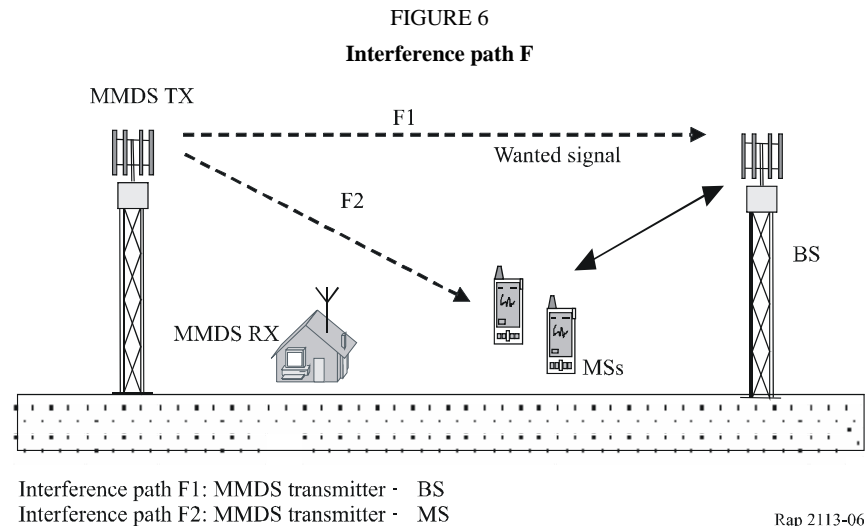 FIGURE 6
Interference path F
MMDS TX
F1
Wanted signal
F2
BS
MMDS RX
MSs
Interference path F1: MMDS transmitter - BS
Interference path F2: MMDS transmitter - MS
Rap 2113-06